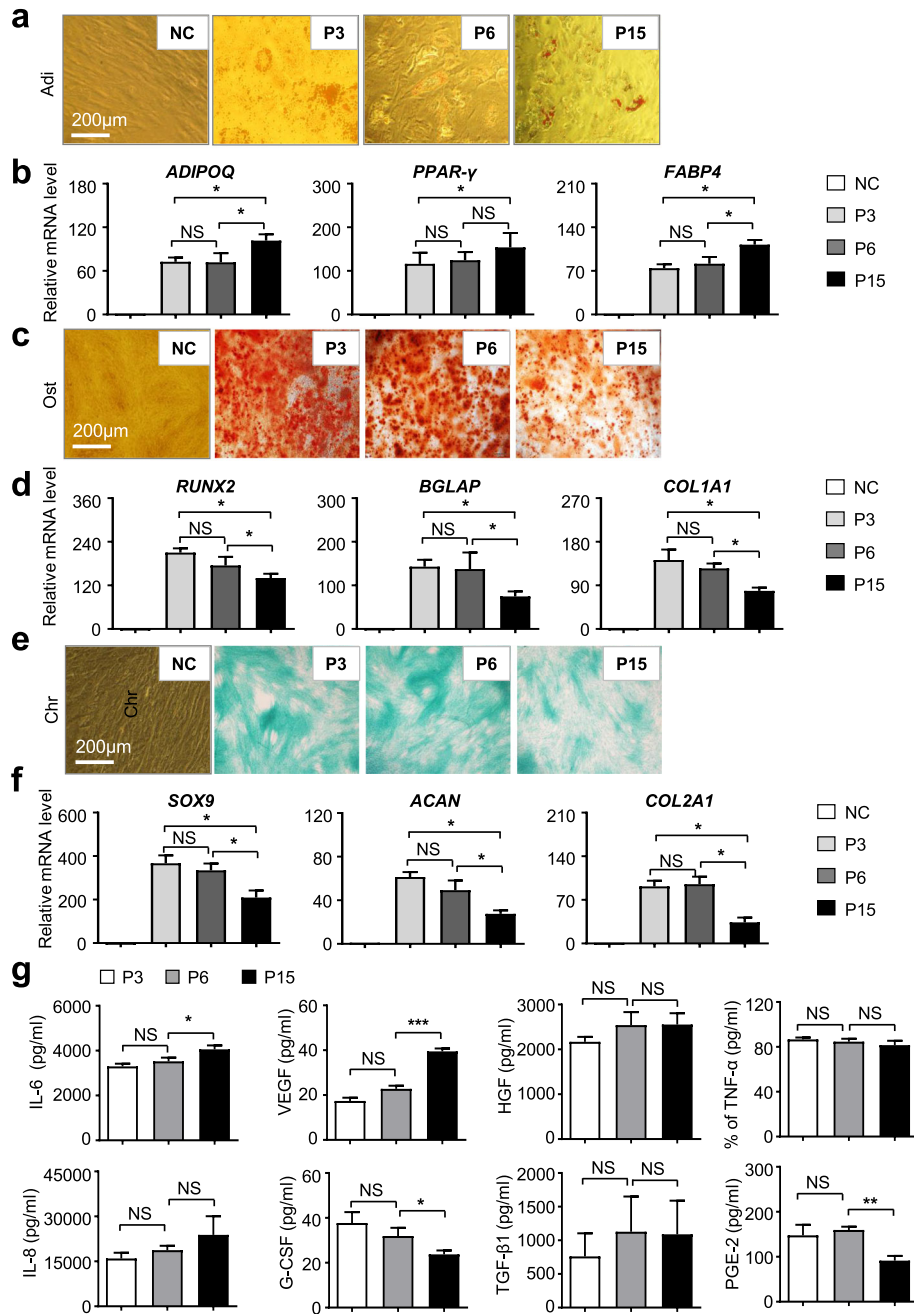 a
NC
P3
P6
P15
Adi
200μm
b
ADIPOQ
PPAR-γ
FABP4
Relative mRNA level
180
120
60
0
NS
*
*
300
200
100
0
NS
NS
*
210
140
70
0
NS
*
*
NC
P3
P6
P15
c
NC
P3
P6
P15
Ost
200μm
d
RUNX2
BGLAP
COL1A1
Relative mRNA level
360
240
120
0
NS
*
*
300
200
100
0
NS
*
*
270
180
90
0
NS
*
*
NC
P3
P6
P15
e
NC
P3
P6
P15
Chr
Chr
200μm
f
SOX9
ACAN
COL2A1
Relative mRNA level
600
400
200
0
NS
*
*
90
60
30
0
NS
*
*
210
140
70
0
NS
*
*
NC
P3
P6
P15
g
P3 P6 P15
IL-6 (pg/ml)
6000
4000
2000
0
NS
*
VEGF (pg/ml)
60
40
20
0
NS
***
HGF (pg/ml)
3000
2000
1000
0
NS
NS
% of TNF-α (pg/ml)
120
80
40
0
NS
NS
IL-8 (pg/ml)
45000
30000
15000
0
NS
NS
G-CSF (pg/ml)
60
40
20
0
NS
*
TGF-β1 (pg/ml)
2000
1500
1000
500
0
NS
NS
PGE-2 (pg/ml)
300
200
100
0
NS
**